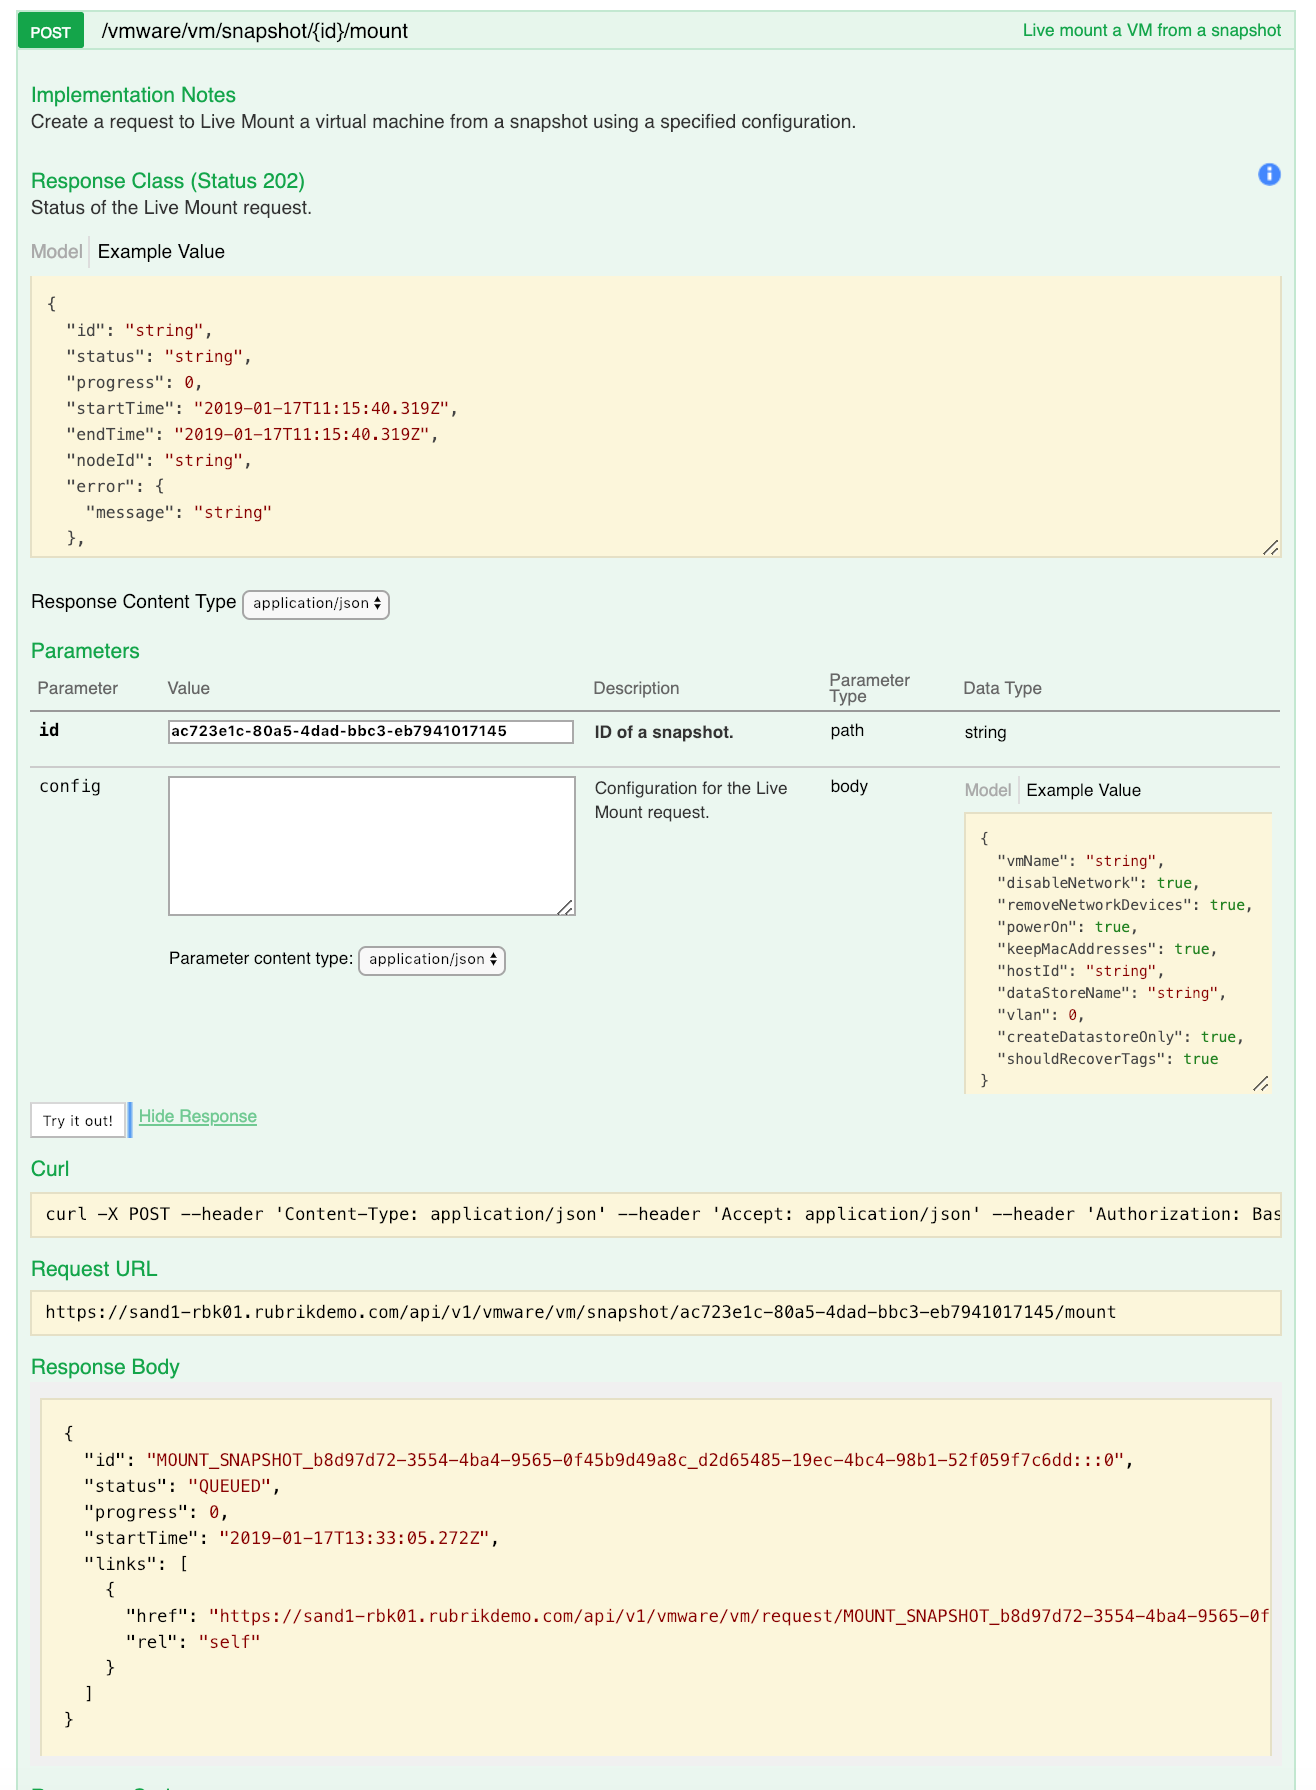 POST /vmware/vm/snapshot/{id}/mount Live mount a VM from a snapshot
Implementation Notes
Create a request to Live Mount a virtual machine from a snapshot using a specified configuration.
Response Class (Status 202)
Status of the Live Mount request.
Model Example Value
{
"id": "string",
"status": "string",
"progress": 0,
"startTime": "2019-01-17T11:15:40.319Z",
"endTime": "2019-01-17T11:15:40.319Z",
"nodeId": "string",
"error": {
"message": "string"
},
Response Content Type application/json
Parameters
Parameter Value Description Parameter Type Data Type
id ac723e1c-80a5-4dad-bbc3-eb7941017145 ID of a snapshot. path string
config Configuration for the Live Mount request. body Model Example Value
{
"vmName": "string",
"disableNetwork": true,
"removeNetworkDevices": true,
"powerOn": true,
"keepMacAddresses": true,
"hostId": "string",
"dataStoreName": "string",
"vlan": 0,
"createDatastoreOnly": true,
"shouldRecoverTags": true
}
Parameter content type: application/json
Try it out! Hide Response
Curl
curl -X POST --header 'Content-Type: application/json' --header 'Accept: application/json' --header 'Authorization: Bas
Request URL
https://sand1-rbk01.rubrikdemo.com/api/v1/vmware/vm/snapshot/ac723e1c-80a5-4dad-bbc3-eb7941017145/mount
Response Body
{
"id": "MOUNT_SNAPSHOT_b8d97d72-3554-4ba4-9565-0f45b9d49a8c_d2d65485-19ec-4bc4-98b1-52f059f7c6dd:::0",
"status": "QUEUED",
"progress": 0,
"startTime": "2019-01-17T13:33:05.272Z",
"links": [
{
"href": "https://sand1-rbk01.rubrikdemo.com/api/v1/vmware/vm/request/MOUNT_SNAPSHOT_b8d97d72-3554-4ba4-9565-0f
"rel": "self"
}
]
}